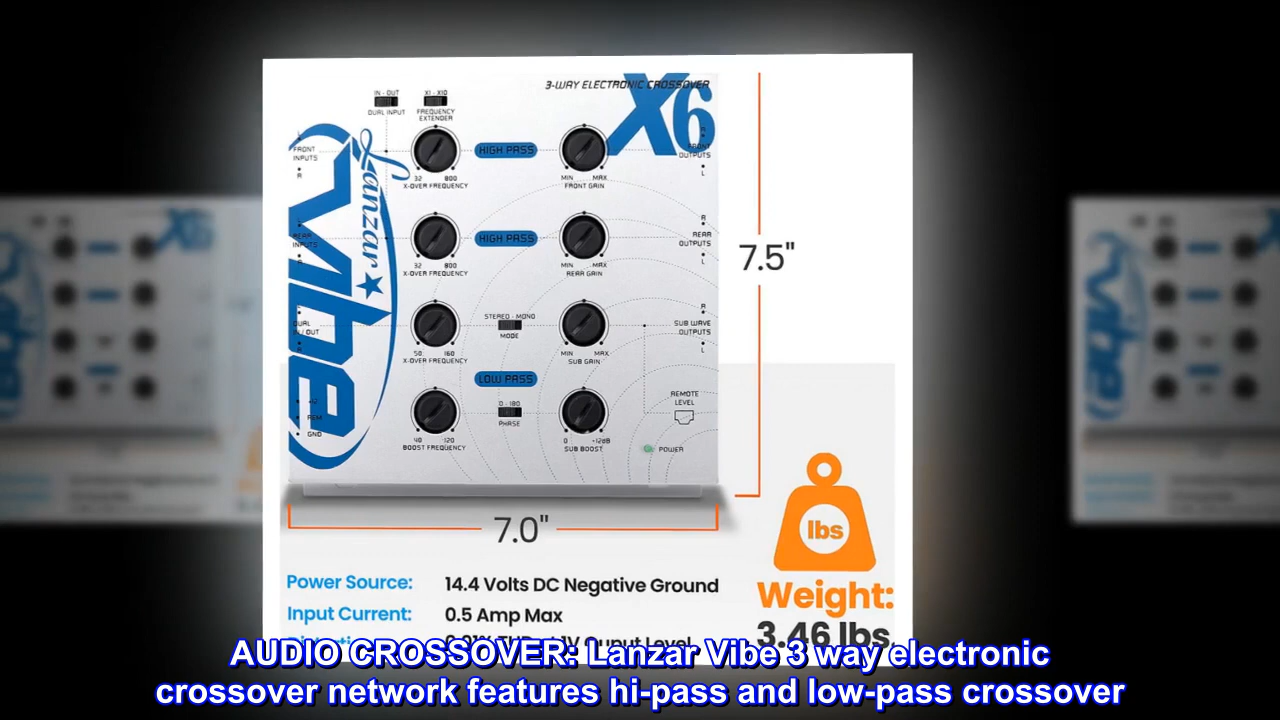 3-WAY ELECTRONIC CROSSOVER
X6
IN - OUT
DUAL INPUT
X1 - X10
FREQUENCY
EXTENDER
FRONT
INPUTS
L
R
HIGH PASS
32 800
X-OVER FREQUENCY
MIN MAX
FRONT GAIN
R
FRONT
OUTPUTS
L
Lanzar
VIBE
L
REAR
INPUTS
R
HIGH PASS
32 800
X-OVER FREQUENCY
MIN MAX
REAR GAIN
R
REAR
OUTPUTS
L
7.5"
L
DUAL
IN / OUT
R
STEREO - MONO
MODE
50 160
X-OVER FREQUENCY
MIN MAX
SUB GAIN
R
SUB WAVE
OUTPUTS
L
LOW PASS
+12
REM
GND
0 - 180
PHASE
40 120
BOOST FREQUENCY
0 +12dB
SUB BOOST
REMOTE
LEVEL
POWER
7.0"
lbs
Weight:
3.46 lbs
Power Source: 14.4 Volts DC Negative Ground
Input Current: 0.5 Amp Max
AUDIO CROSSOVER: Lanzar Vibe 3 way electronic
crossover network features hi-pass and low-pass crossover